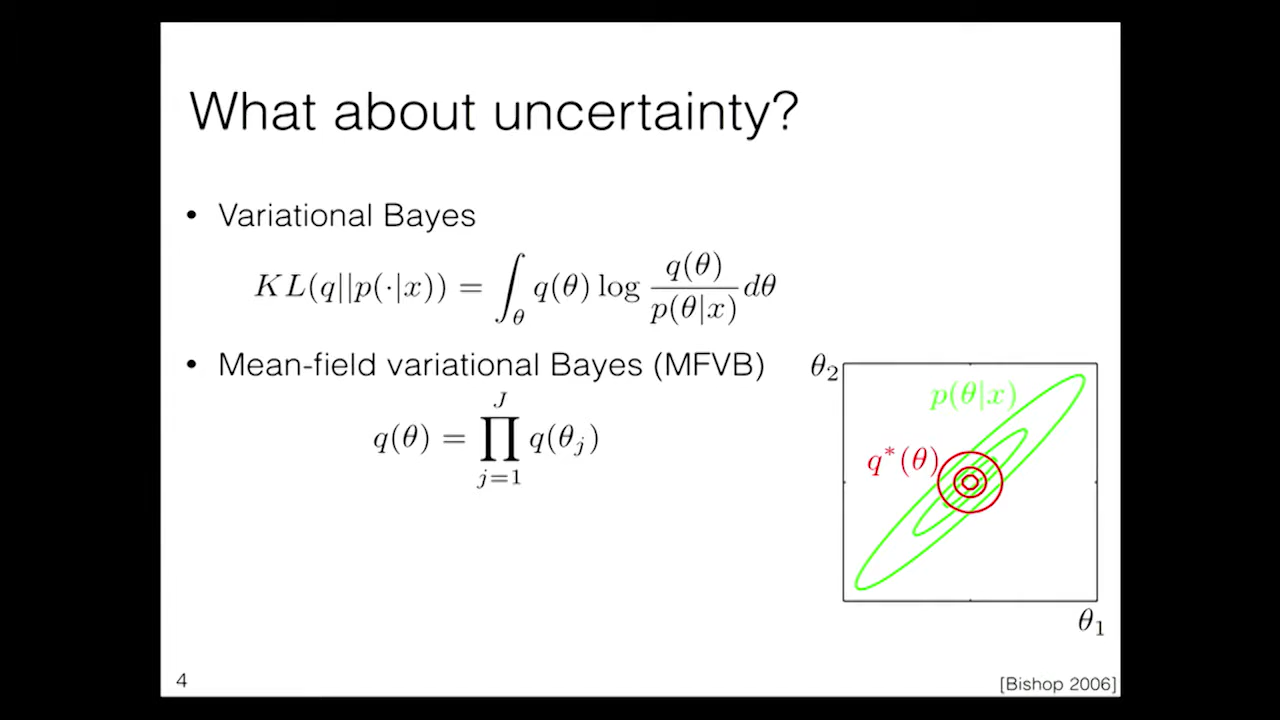 What about uncertainty?
• Variational Bayes
KL(q||p(·|x)) = ∫_θ q(θ) log q(θ)/p(θ|x) dθ
• Mean-field variational Bayes (MFVB)
q(θ) = ∏_{j=1}^{J} q(θ_j)
θ_2
p(θ|x)
q*(θ)
θ_1
4
[Bishop 2006]